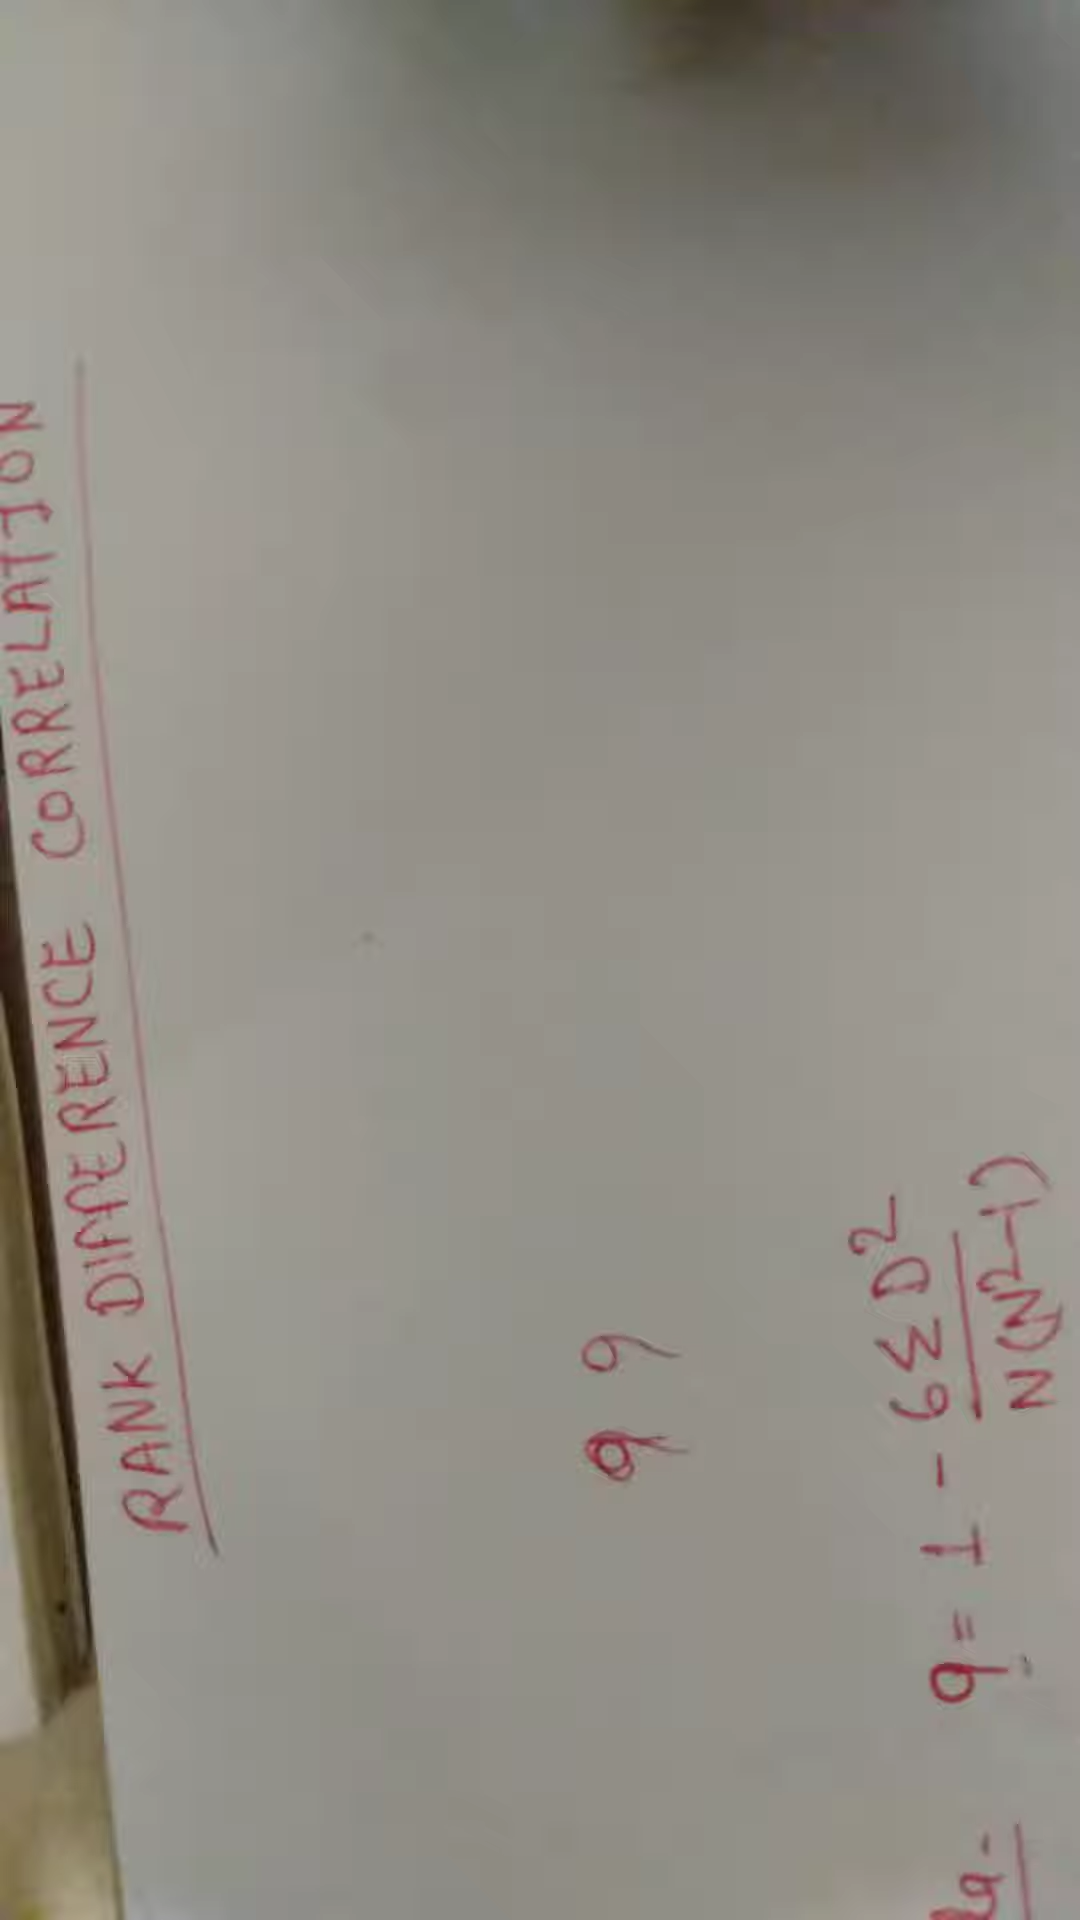 RANK DIFFERENCE CORRELATION
q q
q = 1 - 6ΣD²
N(N²-1)